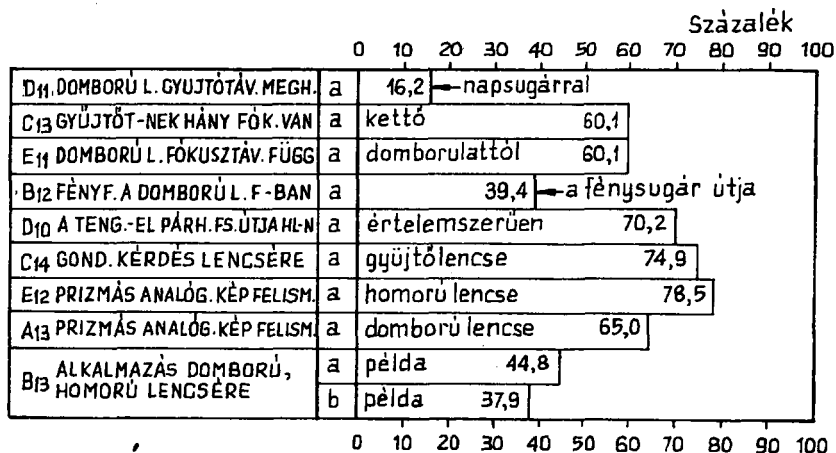 Százalék
0 10 20 30 40 50 60 70 80 90 100
D11. DOMBORÚ L. GYUJTÓTÁV. MEGH. a 16,2 napsugárral
C13 GYŰJTŐT-NEK HÁNY FÓK. VAN a kettő 60,1
E11 DOMBORÚ L. FÓKUSZTÁV. FÜGG a domborulattól 60,1
B12 FÉNYF. A DOMBORÚ L. F-BAN a 39,4 a fénysugár útja
D10 A TENG.-EL PÁRH. FS. ÚTJA HL-N a értelemszerűen 70,2
C14 GOND. KÉRDÉS LENCSÉRE a gyüjtőlencse 74,9
E12 PRIZMÁS ANALÓG. KÉP FELISM. a homorú lencse 78,5
A13 PRIZMÁS ANALÓG. KÉP FELISM. a domború lencse 65,0
B13 ALKALMAZÁS DOMBORÚ, a példa 44,8
HOMORÚ LENCSÉRE b példa 37,9
0 10 20 30 40 50 60 70 80 90 100